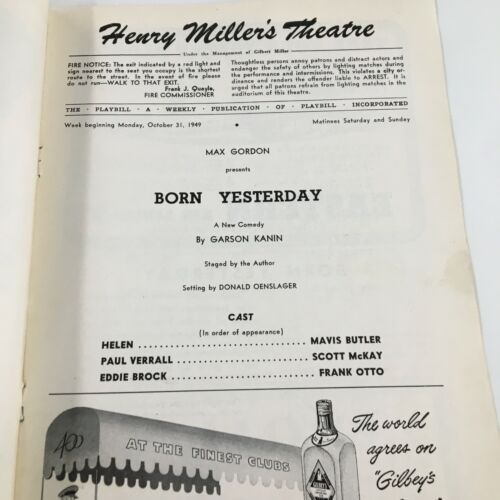 Henry Miller's Theatre
Under the Management of Gilbert Miller
FIRE NOTICE: The exit indicated by a red light and
sign nearest to the seat you occupy is the shortest
route to the street. In the event of fire please
do not run—WALK TO THAT EXIT.
Frank J. Quayle,
FIRE COMMISSIONER
Thoughtless persons annoy patrons and distract actors and
endanger the safety of others by lighting matches during
the performance and intermissions. This violates a city or-
dinance and renders the offender liable to ARREST. It is
urged that all patrons refrain from lighting matches in the
auditorium of this theatre.
THE · PLAYBILL · A · WEEKLY · PUBLICATION · OF · PLAYBILL · INCORPORATED
Week beginning Monday, October 31, 1949 • Matinees Saturday and Sunday
MAX GORDON
presents
BORN YESTERDAY
A New Comedy
By GARSON KANIN
Staged by the Author
Setting by DONALD OENSLAGER
CAST
(In order of appearance)
HELEN ................................ MAVIS BUTLER
PAUL VERRALL ......................... SCOTT McKAY
EDDIE BROCK .......................... FRANK OTTO
400
AT THE FINEST CLUBS
The world
agrees on
"Gilbey's